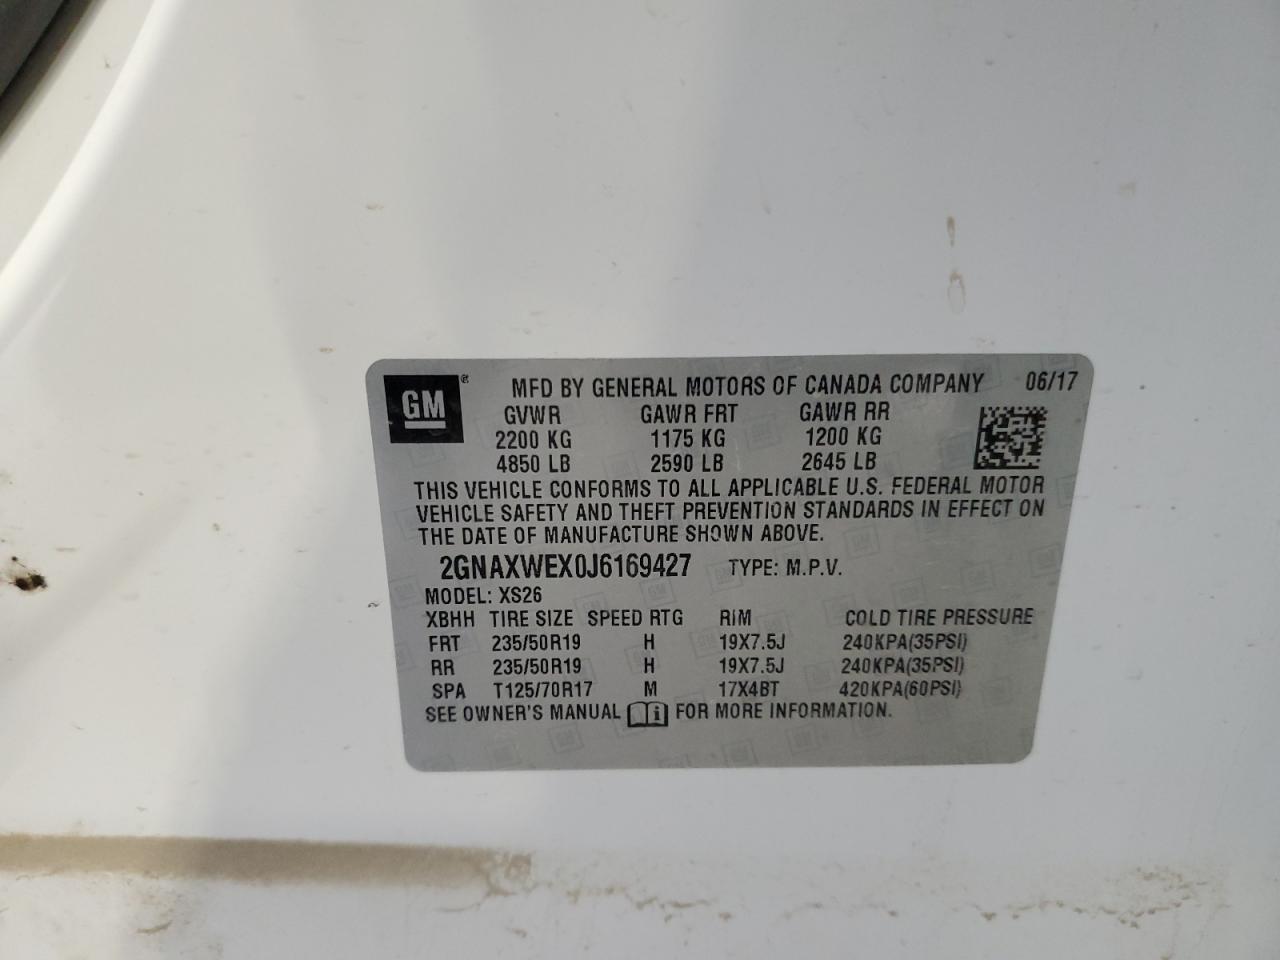 GM ® MFD BY GENERAL MOTORS OF CANADA COMPANY 06/17
GVWR GAWR FRT GAWR RR
2200 KG 1175 KG 1200 KG
4850 LB 2590 LB 2645 LB
THIS VEHICLE CONFORMS TO ALL APPLICABLE U.S. FEDERAL MOTOR
VEHICLE SAFETY AND THEFT PREVENTION STANDARDS IN EFFECT ON
THE DATE OF MANUFACTURE SHOWN ABOVE.
2GNAXWEX0J6169427 TYPE: M.P.V.
MODEL: XS26
XBHH TIRE SIZE SPEED RTG RIM COLD TIRE PRESSURE
FRT 235/50R19 H 19X7.5J 240KPA(35PSI)
RR 235/50R19 H 19X7.5J 240KPA(35PSI)
SPA T125/70R17 M 17X4BT 420KPA(60PSI)
SEE OWNER'S MANUAL i FOR MORE INFORMATION.